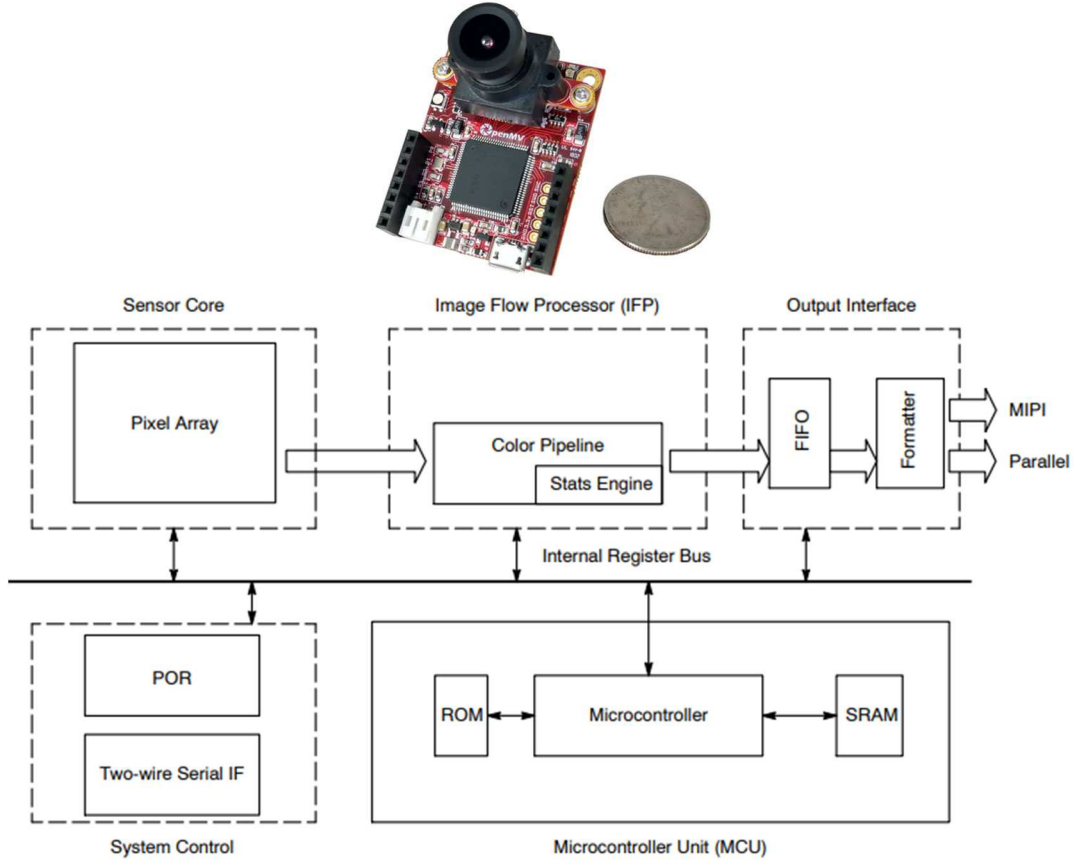 OpenMV
Sensor Core
Image Flow Processor (IFP)
Output Interface
Pixel Array
Color Pipeline
Stats Engine
FIFO
Formatter
MIPI
Parallel
Internal Register Bus
POR
Two-wire Serial IF
ROM
Microcontroller
SRAM
System Control
Microcontroller Unit (MCU)